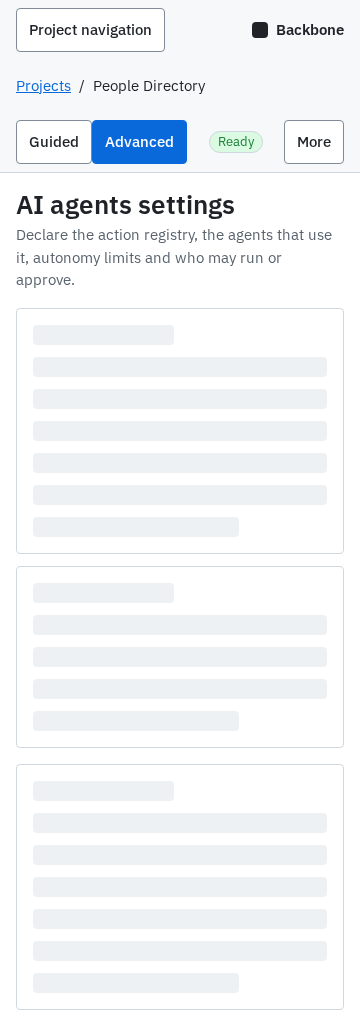 Project navigation
Backbone
Projects / People Directory
Guided
Advanced
Ready
More
AI agents settings
Declare the action registry, the agents that use
it, autonomy limits and who may run or
approve.